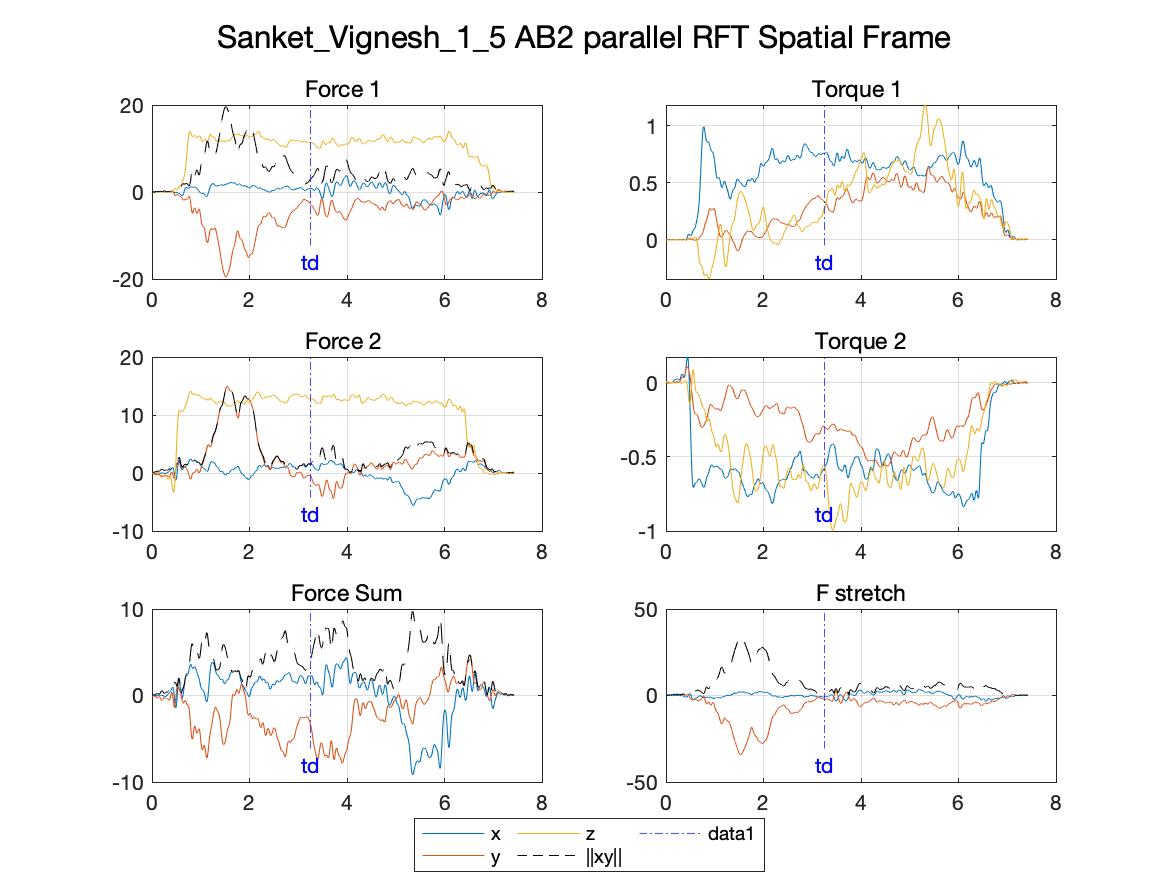 Sanket_Vignesh_1_5 AB2 parallel RFT Spatial Frame
Force 1
20
0
-20
td
0 2 4 6 8
Torque 1
1
0.5
0
td
0 2 4 6 8
Force 2
20
10
0
-10
td
0 2 4 6 8
Torque 2
0
-0.5
-1
td
0 2 4 6 8
Force Sum
10
0
-10
td
0 2 4 6 8
F stretch
50
0
-50
td
0 2 4 6 8
x z data1
y ||xy||